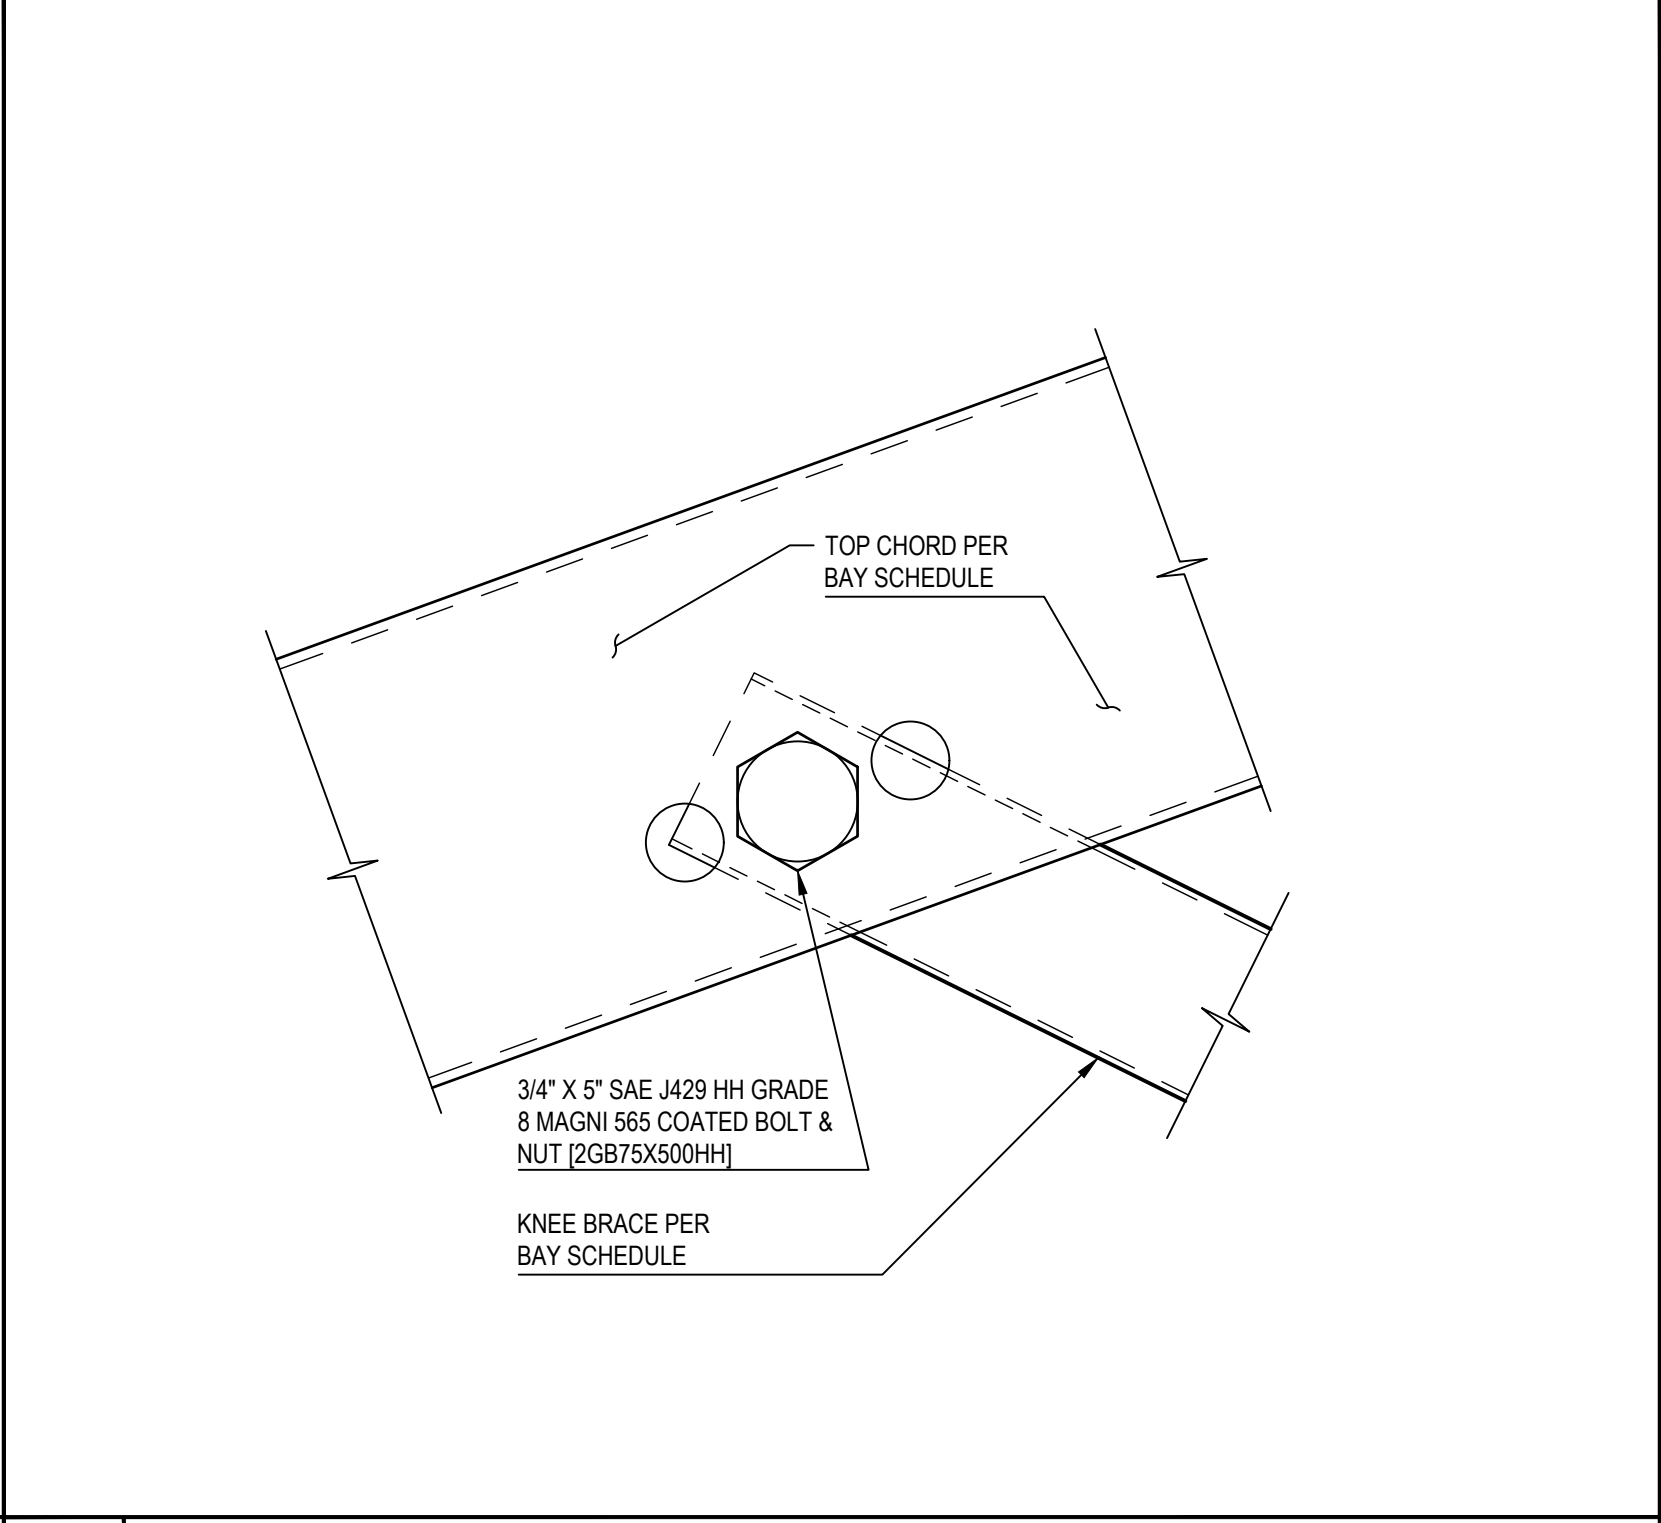 TOP CHORD PER
BAY SCHEDULE
3/4" X 5" SAE J429 HH GRADE
8 MAGNI 565 COATED BOLT &
NUT [2GB75X500HH]
KNEE BRACE PER
BAY SCHEDULE